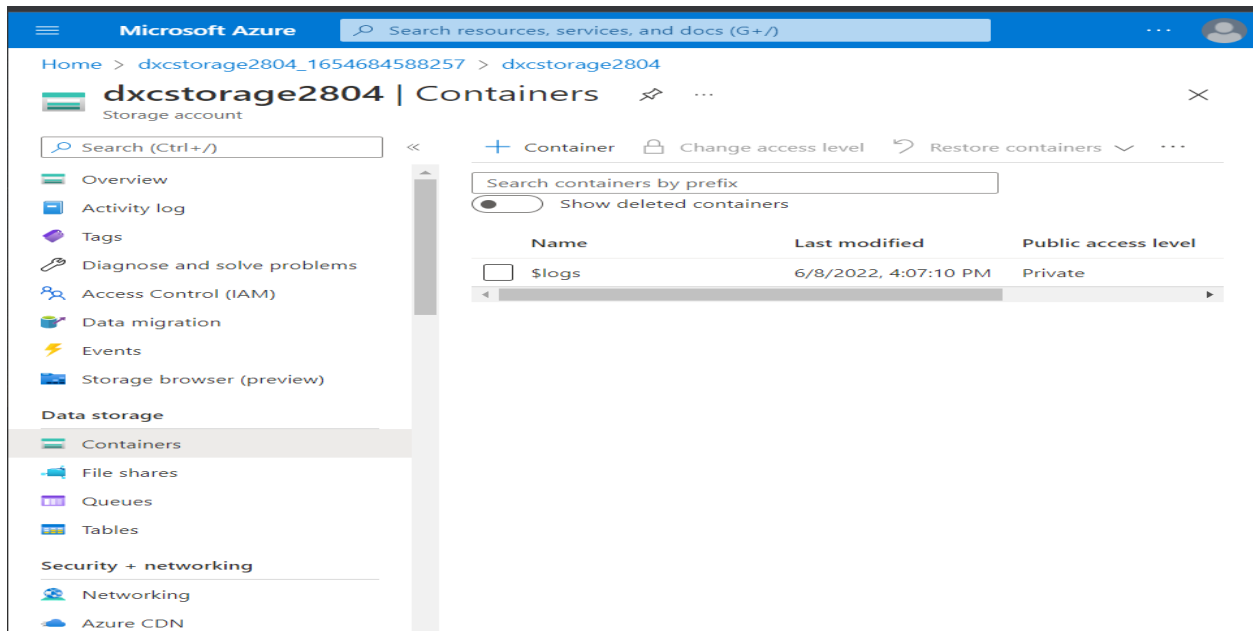 Microsoft Azure
Search resources, services, and docs (G+/)
...
Home > dxcstorage2804_1654684588257 > dxcstorage2804
dxcstorage2804 | Containers
...
Storage account
Search (Ctrl+/)
«
Overview
Activity log
Tags
Diagnose and solve problems
Access Control (IAM)
Data migration
Events
Storage browser (preview)
Data storage
Containers
File shares
Queues
Tables
Security + networking
Networking
Azure CDN
+ Container Change access level Restore containers ...
Search containers by prefix
Show deleted containers
Name Last modified Public access level
$logs 6/8/2022, 4:07:10 PM Private